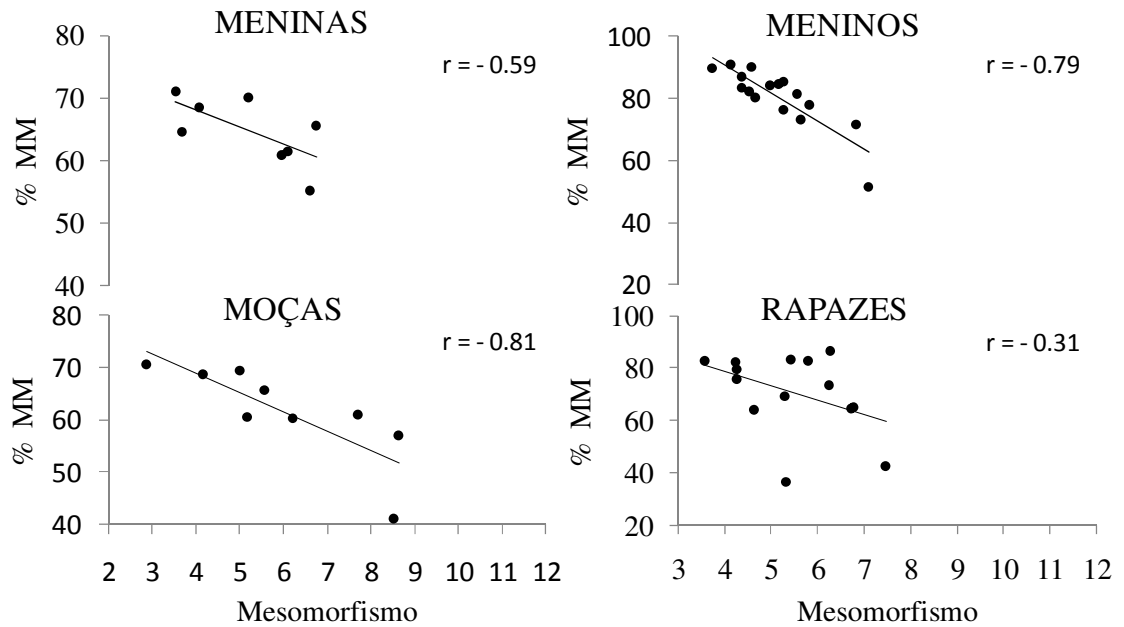 MENINAS
r = - 0.59
80
70
60
50
40
% MM
MENINOS
r = - 0.79
100
80
60
40
20
% MM
MOÇAS
r = - 0.81
80
70
60
50
40
% MM
2 3 4 5 6 7 8 9 10 11 12
Mesomorfismo
RAPAZES
r = - 0.31
100
80
60
40
20
% MM
3 4 5 6 7 8 9 10 11 12
Mesomorfismo